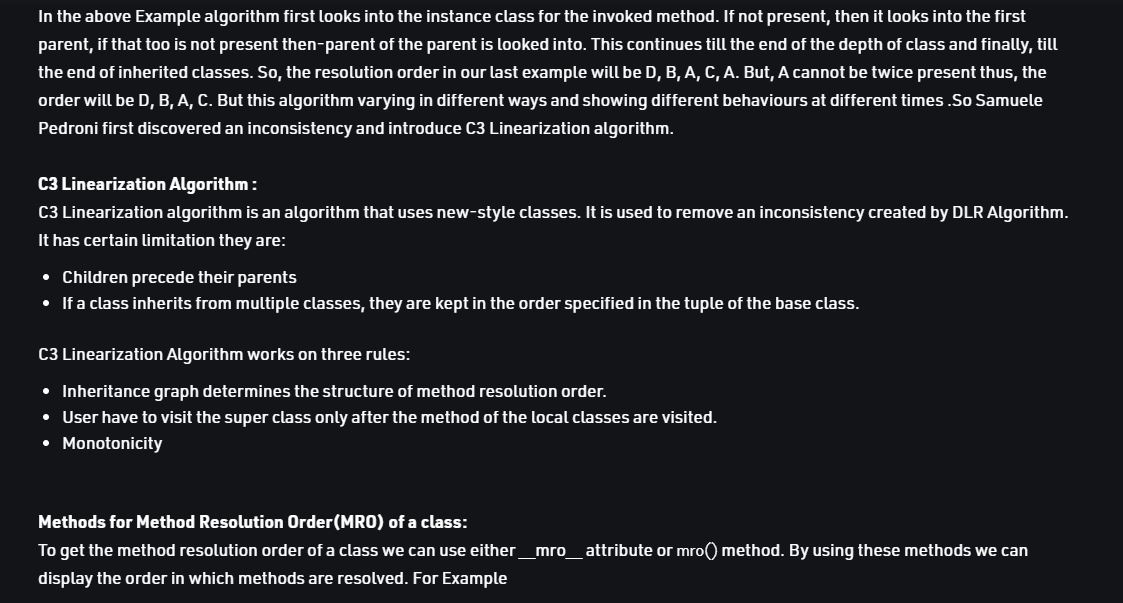 In the above Example algorithm first looks into the instance class for the invoked method. If not present, then it looks into the first
parent, if that too is not present then-parent of the parent is looked into. This continues till the end of the depth of class and finally, till
the end of inherited classes. So, the resolution order in our last example will be D, B, A, C, A. But, A cannot be twice present thus, the
order will be D, B, A, C. But this algorithm varying in different ways and showing different behaviours at different times .So Samuele
Pedroni first discovered an inconsistency and introduce C3 Linearization algorithm.
C3 Linearization Algorithm :
C3 Linearization algorithm is an algorithm that uses new-style classes. It is used to remove an inconsistency created by DLR Algorithm.
It has certain limitation they are:
• Children precede their parents
• If a class inherits from multiple classes, they are kept in the order specified in the tuple of the base class.
C3 Linearization Algorithm works on three rules:
• Inheritance graph determines the structure of method resolution order.
• User have to visit the super class only after the method of the local classes are visited.
• Monotonicity
Methods for Method Resolution Order(MRO) of a class:
To get the method resolution order of a class we can use either __mro__ attribute or mro() method. By using these methods we can
display the order in which methods are resolved. For Example